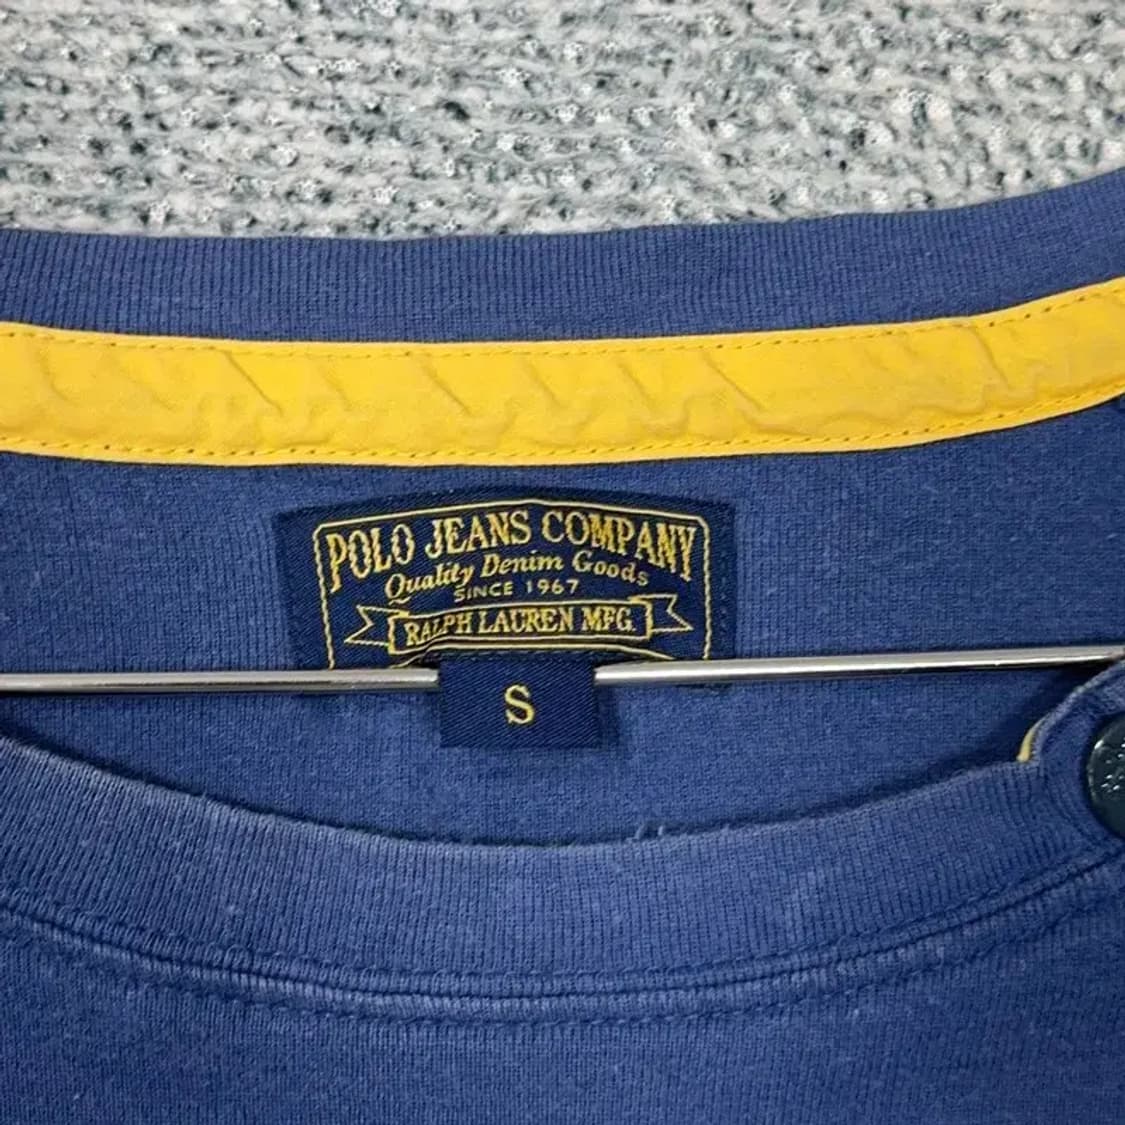 POLO JEANS COMPANY
Quality Denim Goods
SINCE 1967
RALPH LAUREN MFG.
S